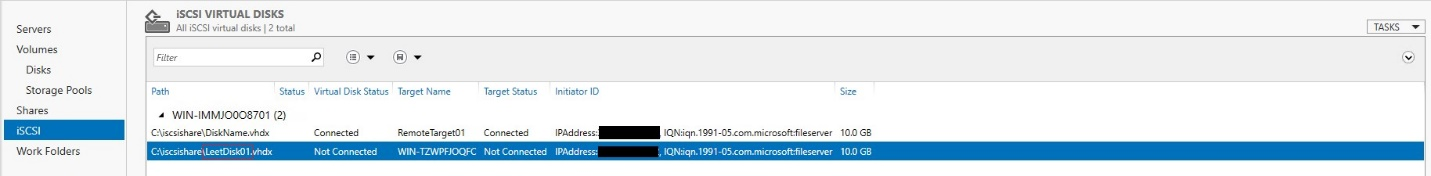 Servers
Volumes
Disks
Storage Pools
Shares
iSCSI
Work Folders
iSCSI VIRTUAL DISKS
All iSCSI virtual disks | 2 total
TASKS
Filter
Path Status Virtual Disk Status Target Name Target Status Initiator ID Size
WIN-IMMJO0O8701 (2)
C:\iscsishare\DiskName.vhdx Connected RemoteTarget01 Connected IPAddress: , IQN:iqn.1991-05.com.microsoft:fileserver 10.0 GB
C:\iscsishare\LeetDisk01.vhdx Not Connected WIN-TZWPFJOQFC Not Connected IPAddress: , IQN:iqn.1991-05.com.microsoft:fileserver 10.0 GB